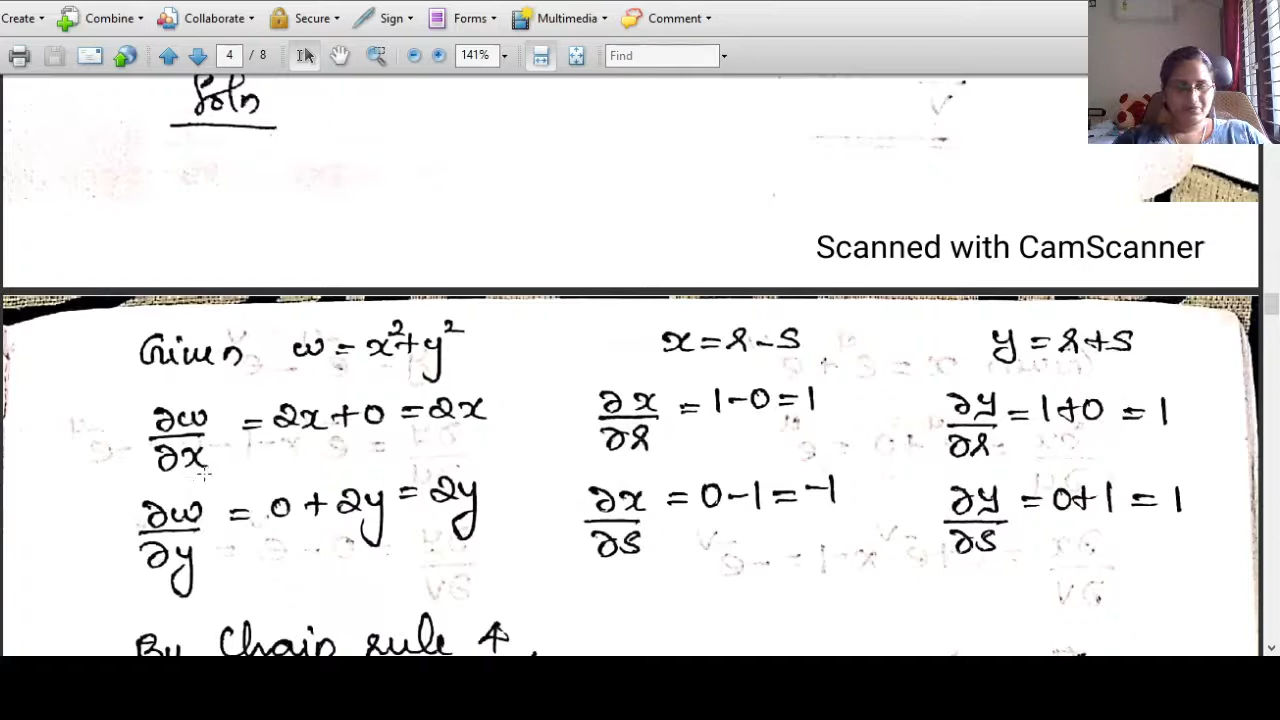 Create Combine Collaborate Secure Sign Forms Multimedia Comment
4 / 8 141% Find
Soln
Scanned with CamScanner
Given w = x²+y² x = r - s y = r + s
∂w/∂x = 2x + 0 = 2x ∂x/∂r = 1 - 0 = 1 ∂y/∂r = 1 + 0 = 1
∂w/∂y = 0 + 2y = 2y ∂x/∂s = 0 - 1 = -1 ∂y/∂s = 0 + 1 = 1
By Chain rule